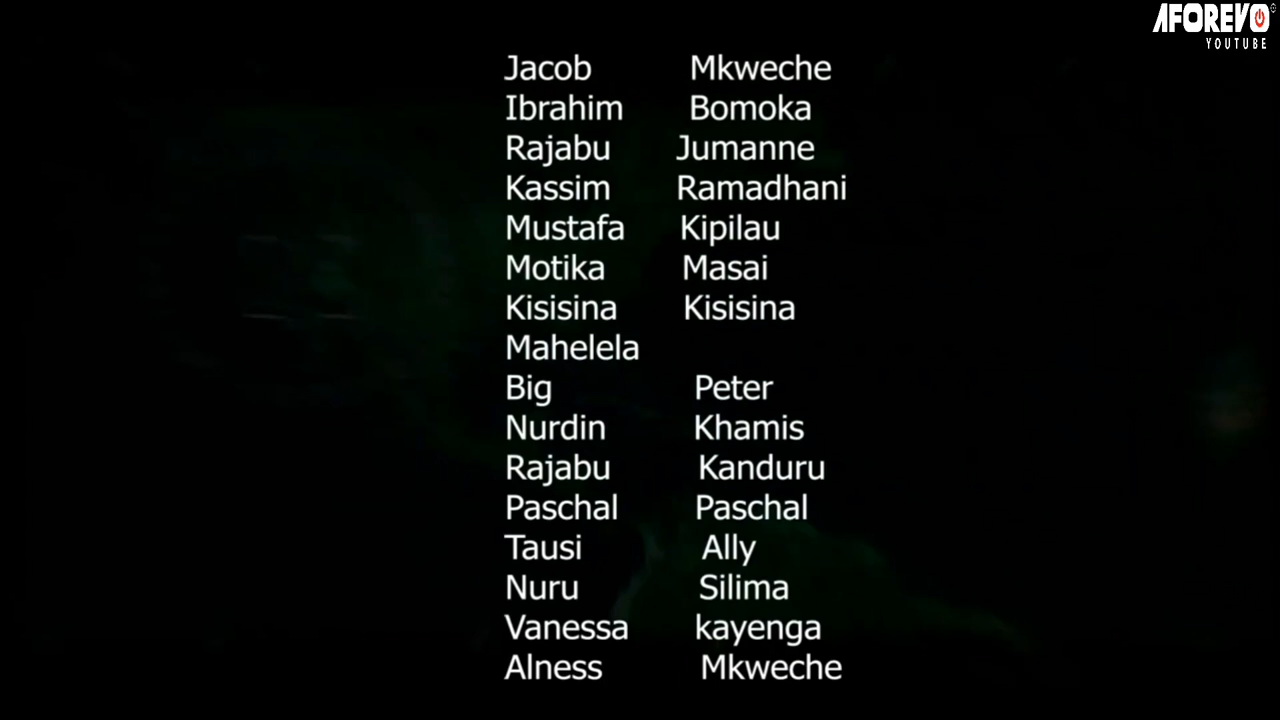 AFOREVO
YOUTUBE
Jacob Mkweche
Ibrahim Bomoka
Rajabu Jumanne
Kassim Ramadhani
Mustafa Kipilau
Motika Masai
Kisisina Kisisina
Mahelela
Big Peter
Nurdin Khamis
Rajabu Kanduru
Paschal Paschal
Tausi Ally
Nuru Silima
Vanessa kayenga
Alness Mkweche